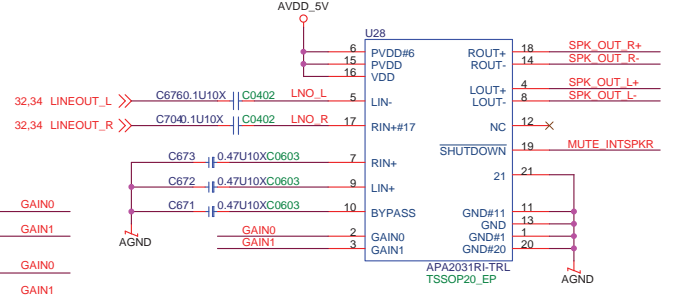 AVDD_5V
U28
6 PVDD#6 ROUT+ 18 SPK_OUT_R+
15 PVDD ROUT- 14 SPK_OUT_R-
16 VDD
LOUT+ 4 SPK_OUT_L+
32,34 LINEOUT_L C676 0.1U10X C0402 LNO_L 5 LIN- LOUT- 8 SPK_OUT_L-
32,34 LINEOUT_R C704 0.1U10X C0402 LNO_R 17 RIN+#17 NC 12
SHUTDOWN 19 MUTE_INTSPKR
C673 0.47U10X C0603 7 RIN+
21 21
C672 0.47U10X C0603 9 LIN+
GAIN0 C671 0.47U10X C0603 10 BYPASS GND#11 11
GND 13
GAIN1 GAIN0 2 GAIN0 GND#1 1
AGND GAIN1 3 GAIN1 GND#20 20
GAIN0 APA2031RI-TRL
TSSOP20_EP AGND
GAIN1